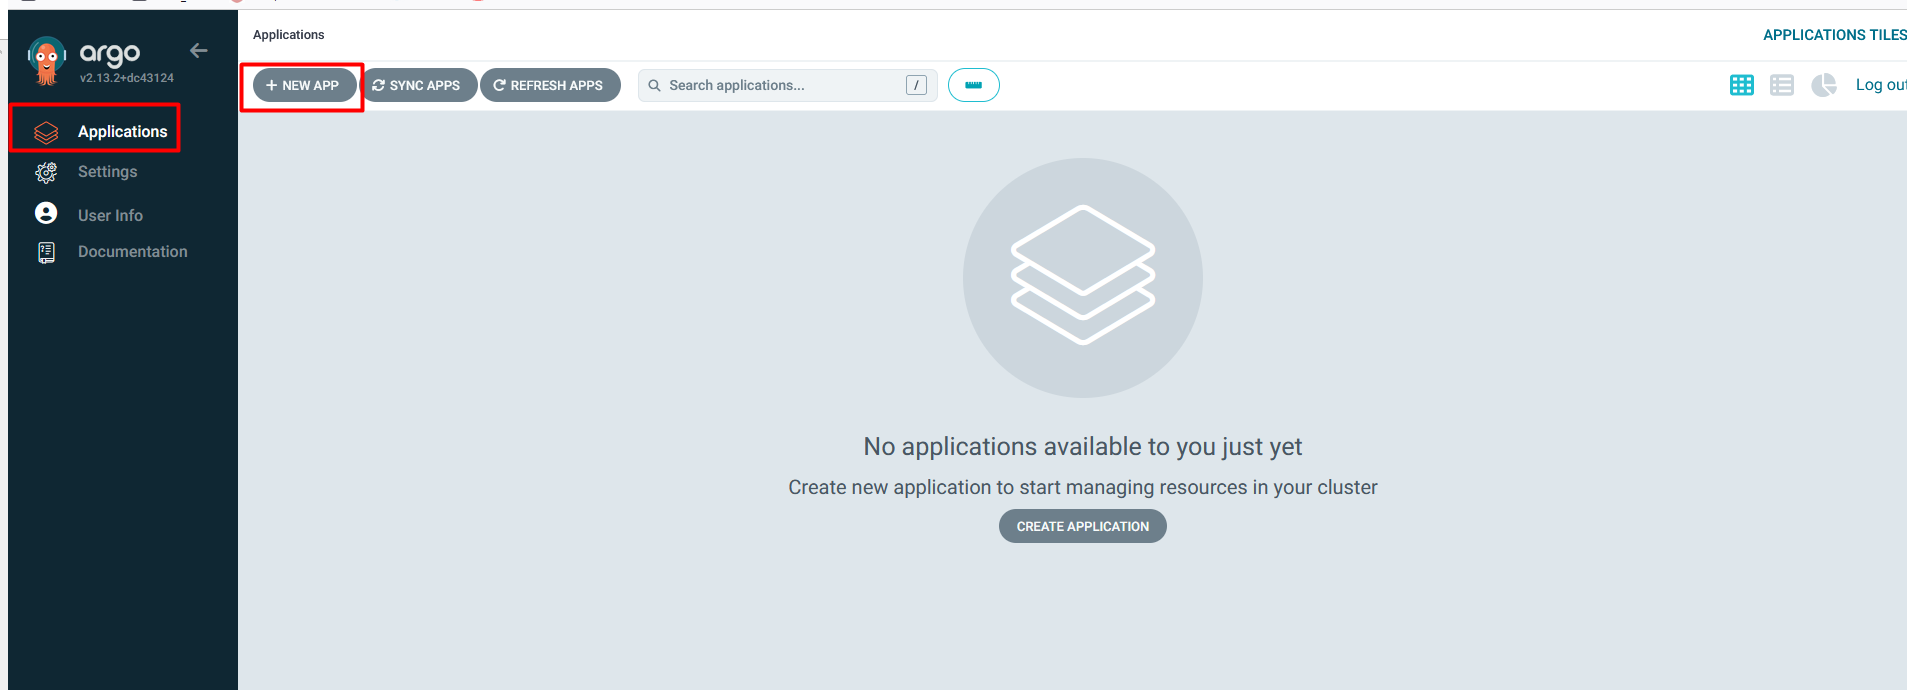 argo
v2.13.2+dc43124
Applications
Settings
User Info
Documentation
Applications
APPLICATIONS TILES
NEW APP
SYNC APPS
REFRESH APPS
Search applications...
/
Log out
No applications available to you just yet
Create new application to start managing resources in your cluster
CREATE APPLICATION